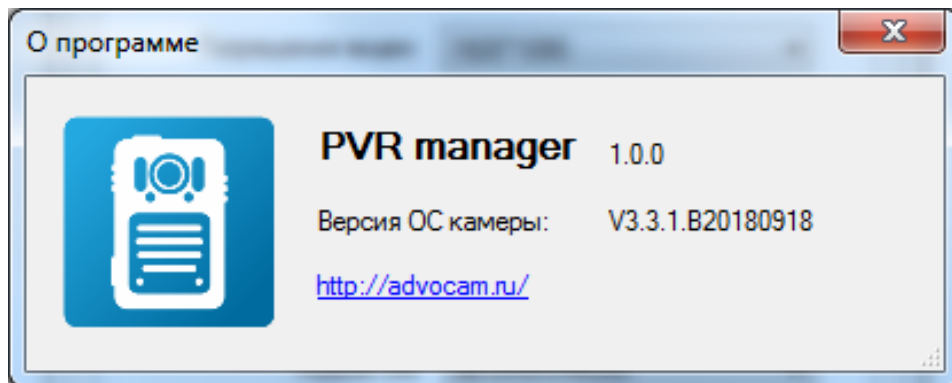 О программе
PVR manager 1.0.0
Версия ОС камеры: V3.3.1.B20180918
http://advocam.ru/